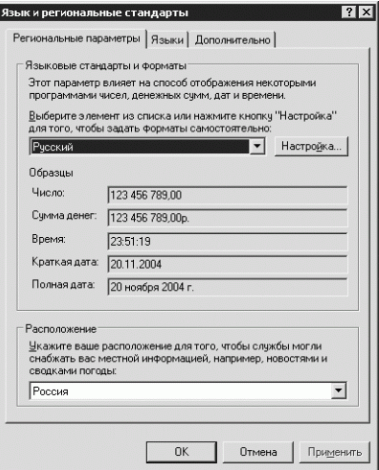 Язык и региональные стандарты
Региональные параметры Языки Дополнительно
Языковые стандарты и форматы
Этот параметр влияет на способ отображения некоторыми
программами чисел, денежных сумм, дат и времени.
Выберите элемент из списка или нажмите кнопку "Настройка"
для того, чтобы задать форматы самостоятельно:
Русский Настройка...
Образцы
Число: 123 456 789,00
Сумма денег: 123 456 789,00р.
Время: 23:51:19
Краткая дата: 20.11.2004
Полная дата: 20 ноября 2004 г.
Расположение
Укажите ваше расположение для того, чтобы службы могли
снабжать вас местной информацией, например, новостями и
сводками погоды:
Россия
OK Отмена Применить